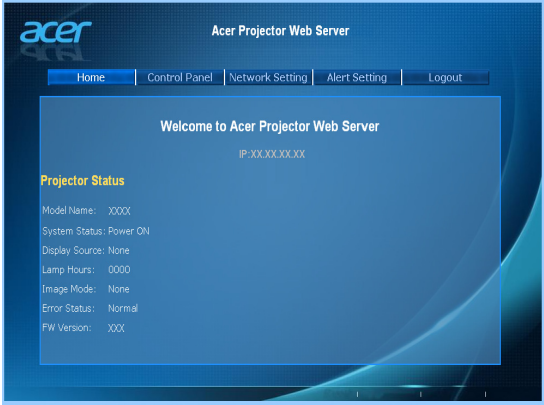 acer
Acer Projector Web Server
Home Control Panel Network Setting Alert Setting Logout
Welcome to Acer Projector Web Server
IP:XX.XX.XX.XX
Projector Status
Model Name: XXXX
System Status: Power ON
Display Source: None
Lamp Hours: 0000
Image Mode: None
Error Status: Normal
FW Version: XXX